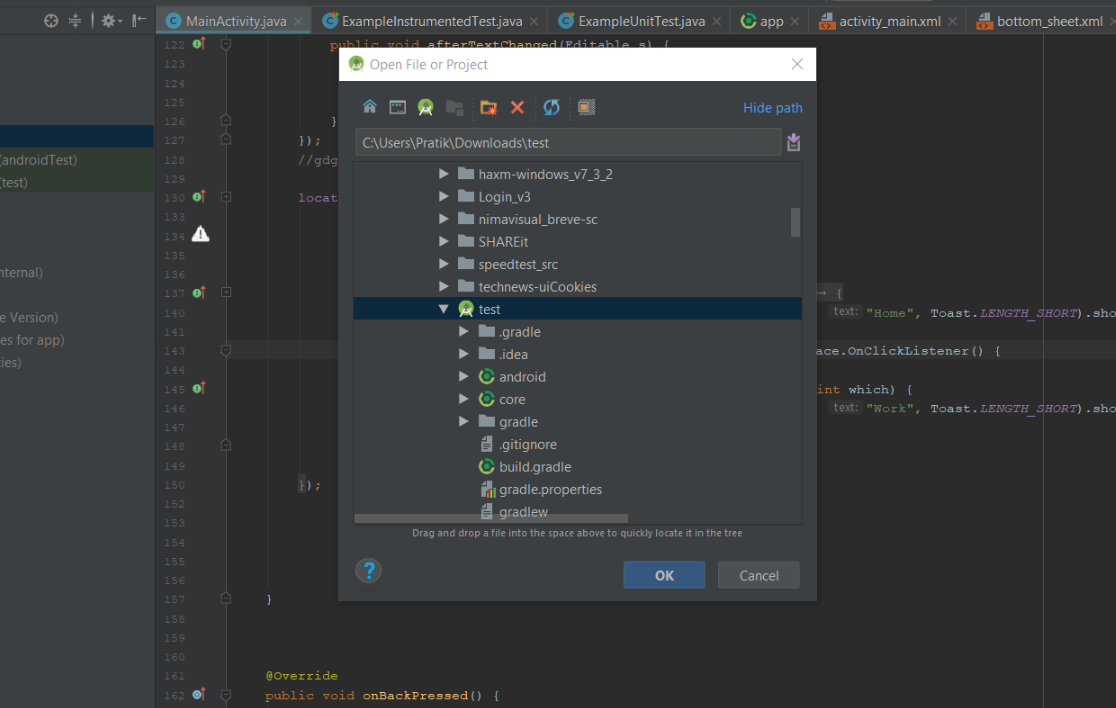 MainActivity.java ExampleInstrumentedTest.java ExampleUnitTest.java app activity_main.xml bottom_sheet.xml
122 public void afterTextChanged(Editable s) {
Open File or Project
123
124
125
Hide path
126 }
127 });
C:\Users\Pratik\Downloads\test
128 //gdg
(androidTest)
129
haxm-windows_v7_3_2
(test)
130 locat
Login_v3
133
nimavisual_breve-sc
134
SHAREit
135
speedtest_src
136
nternal)
technews-uiCookies
137 {
test
140 text: "Home", Toast.LENGTH_SHORT).sho
e Version)
141
.gradle
es for app)
143 ace.OnClickListener() {
.idea
ies)
144
android
145 int which) {
core
146 text: "Work", Toast.LENGTH_SHORT).sho
gradle
147
148
.gitignore
149
build.gradle
150 });
gradle.properties
152
gradlew
153
Drag and drop a file into the space above to quickly locate it in the tree
154
155
?
OK
Cancel
156
157 }
158
159
160
161 @Override
162 public void onBackPressed() {